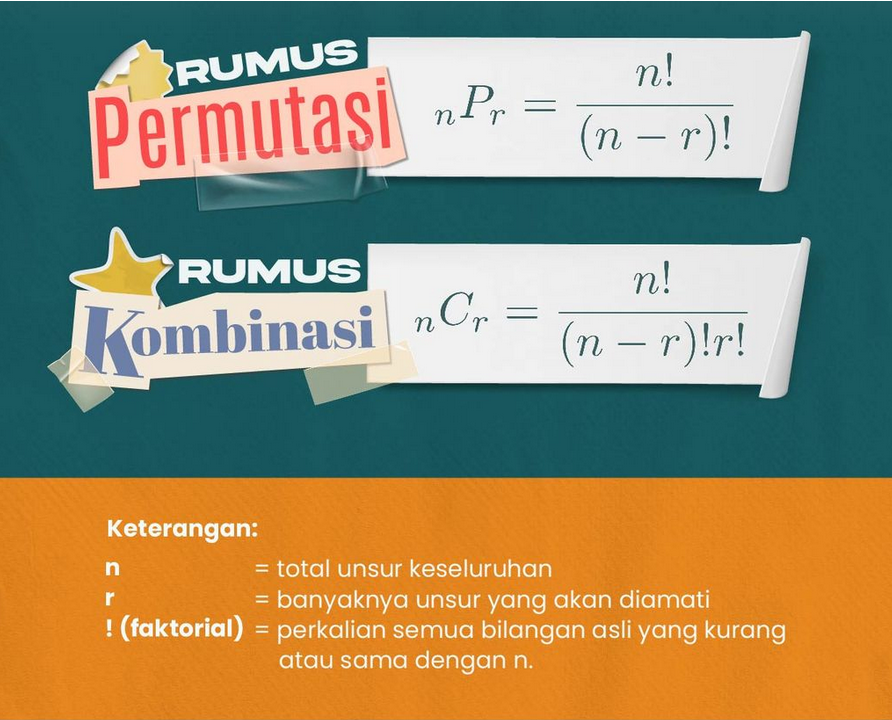 RUMUS
Permutasi
nPr = n! / (n − r)!
RUMUS
Kombinasi
nCr = n! / (n − r)!r!
Keterangan:
n = total unsur keseluruhan
r = banyaknya unsur yang akan diamati
! (faktorial) = perkalian semua bilangan asli yang kurang
atau sama dengan n.